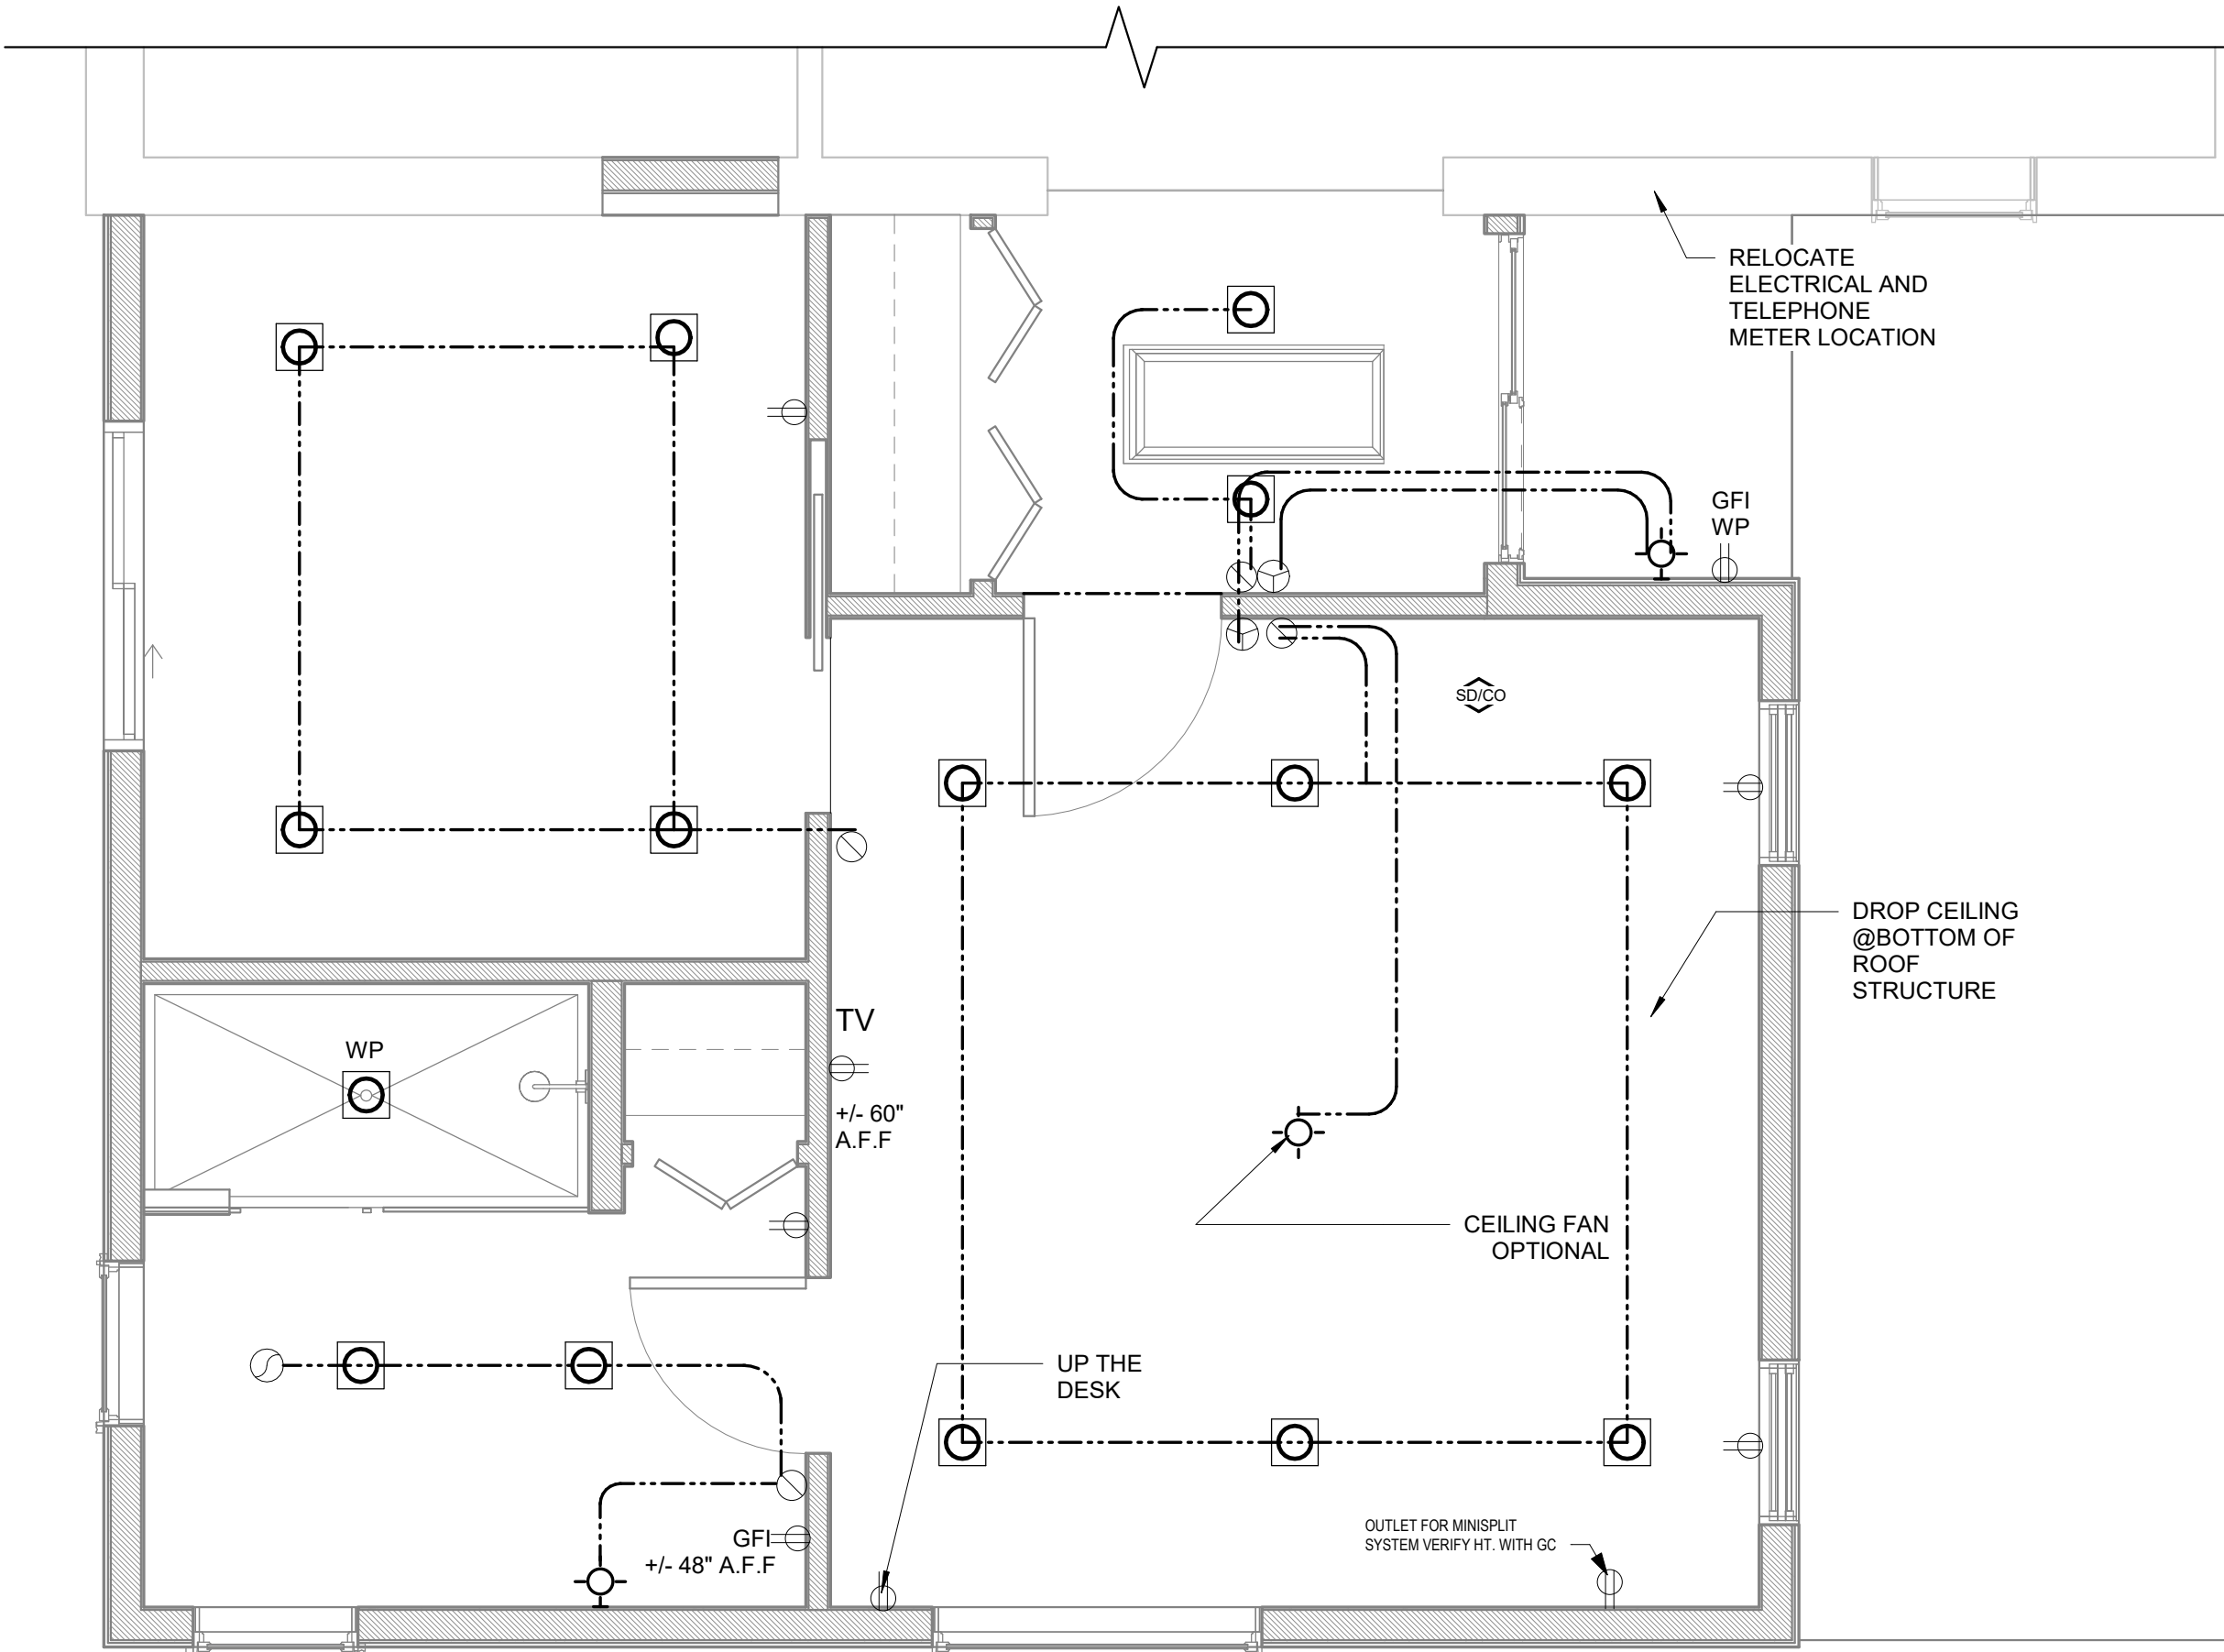 RELOCATE
ELECTRICAL AND
TELEPHONE
METER LOCATION
GFI
WP
SD/CO
DROP CEILING
@BOTTOM OF
ROOF
STRUCTURE
TV
WP
+/- 60"
A.F.F
CEILING FAN
OPTIONAL
UP THE
DESK
OUTLET FOR MINISPLIT
SYSTEM VERIFY HT. WITH GC
GFI
+/- 48" A.F.F